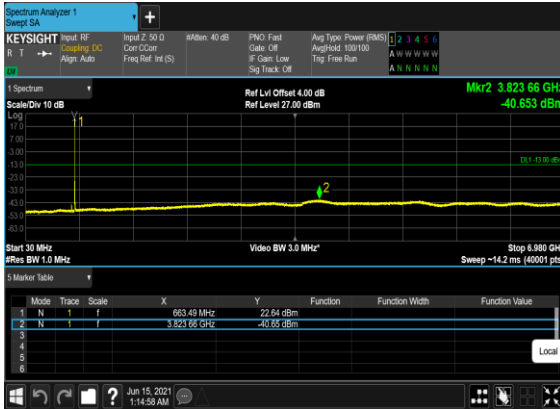 Spectrum Analyzer 1
Swept SA
+
KEYSIGHT Input: RF Input Z: 50 Ω #Atten: 40 dB PNO: Fast Avg Type: Power (RMS) 1 2 3 4 5 6
R T Coupling: DC Corr CCorr Gate: Off Avg|Hold: 100/100 A W W W W W
Align: Auto Freq Ref: Int (S) IF Gain: Low Trig: Free Run
Sig Track: Off A N N N N N
1 Spectrum Ref Lvl Offset 4.00 dB Mkr2 3.823 66 GHz
Scale/Div 10 dB Ref Level 27.00 dBm -40.653 dBm
Log
17.0
7.00
-3.00
-13.0
DL1 -13.00 dBm
-23.0
-33.0
-43.0
-53.0
-63.0
1
2
Start 30 MHz Video BW 3.0 MHz* Stop 6.980 GH
#Res BW 1.0 MHz Sweep ~14.2 ms (40001 pts
5 Marker Table
Mode Trace Scale X Y Function Function Width Function Value
1 N 1 f 663.49 MHz 22.64 dBm
2 N 1 f 3.823 66 GHz -40.65 dBm
3
4
5
6
Local
? Jun 15, 2021
1:14:58 AM